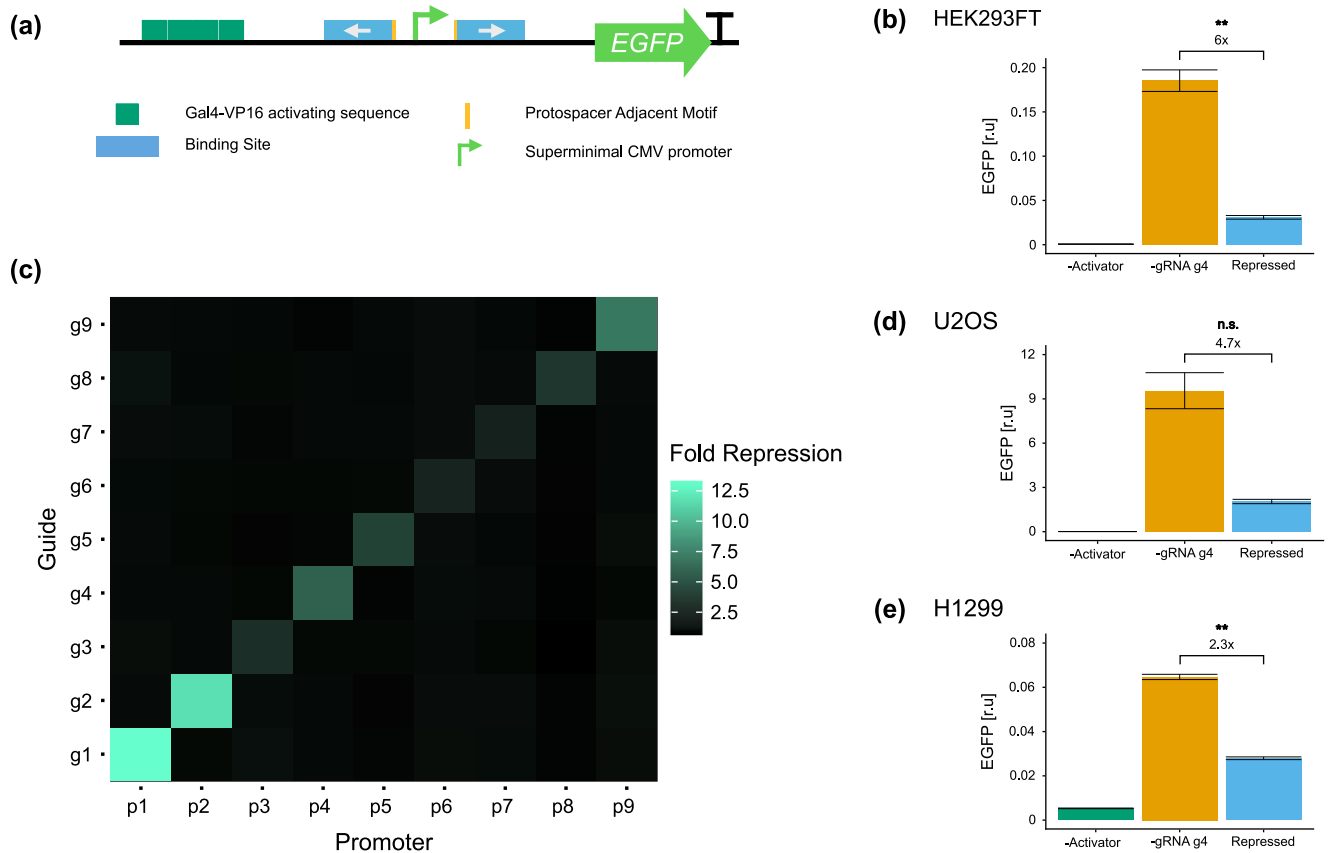 (a)
EGFP
Gal4-VP16 activating sequence
Protospacer Adjacent Motif
Binding Site
Superminimal CMV promoter
(b) HEK293FT
**
6x
0.20
0.15
0.10
0.05
0
EGFP [r.u]
-Activator -gRNA g4 Repressed
(c)
g9
g8
g7
g6
g5
g4
g3
g2
g1
Guide
p1 p2 p3 p4 p5 p6 p7 p8 p9
Promoter
Fold Repression
12.5
10.0
7.5
5.0
2.5
(d) U2OS
n.s.
4.7x
12
9
6
3
0
EGFP [r.u]
-Activator -gRNA g4 Repressed
(e) H1299
**
2.3x
0.08
0.06
0.04
0.02
0
EGFP [r.u]
-Activator -gRNA g4 Repressed